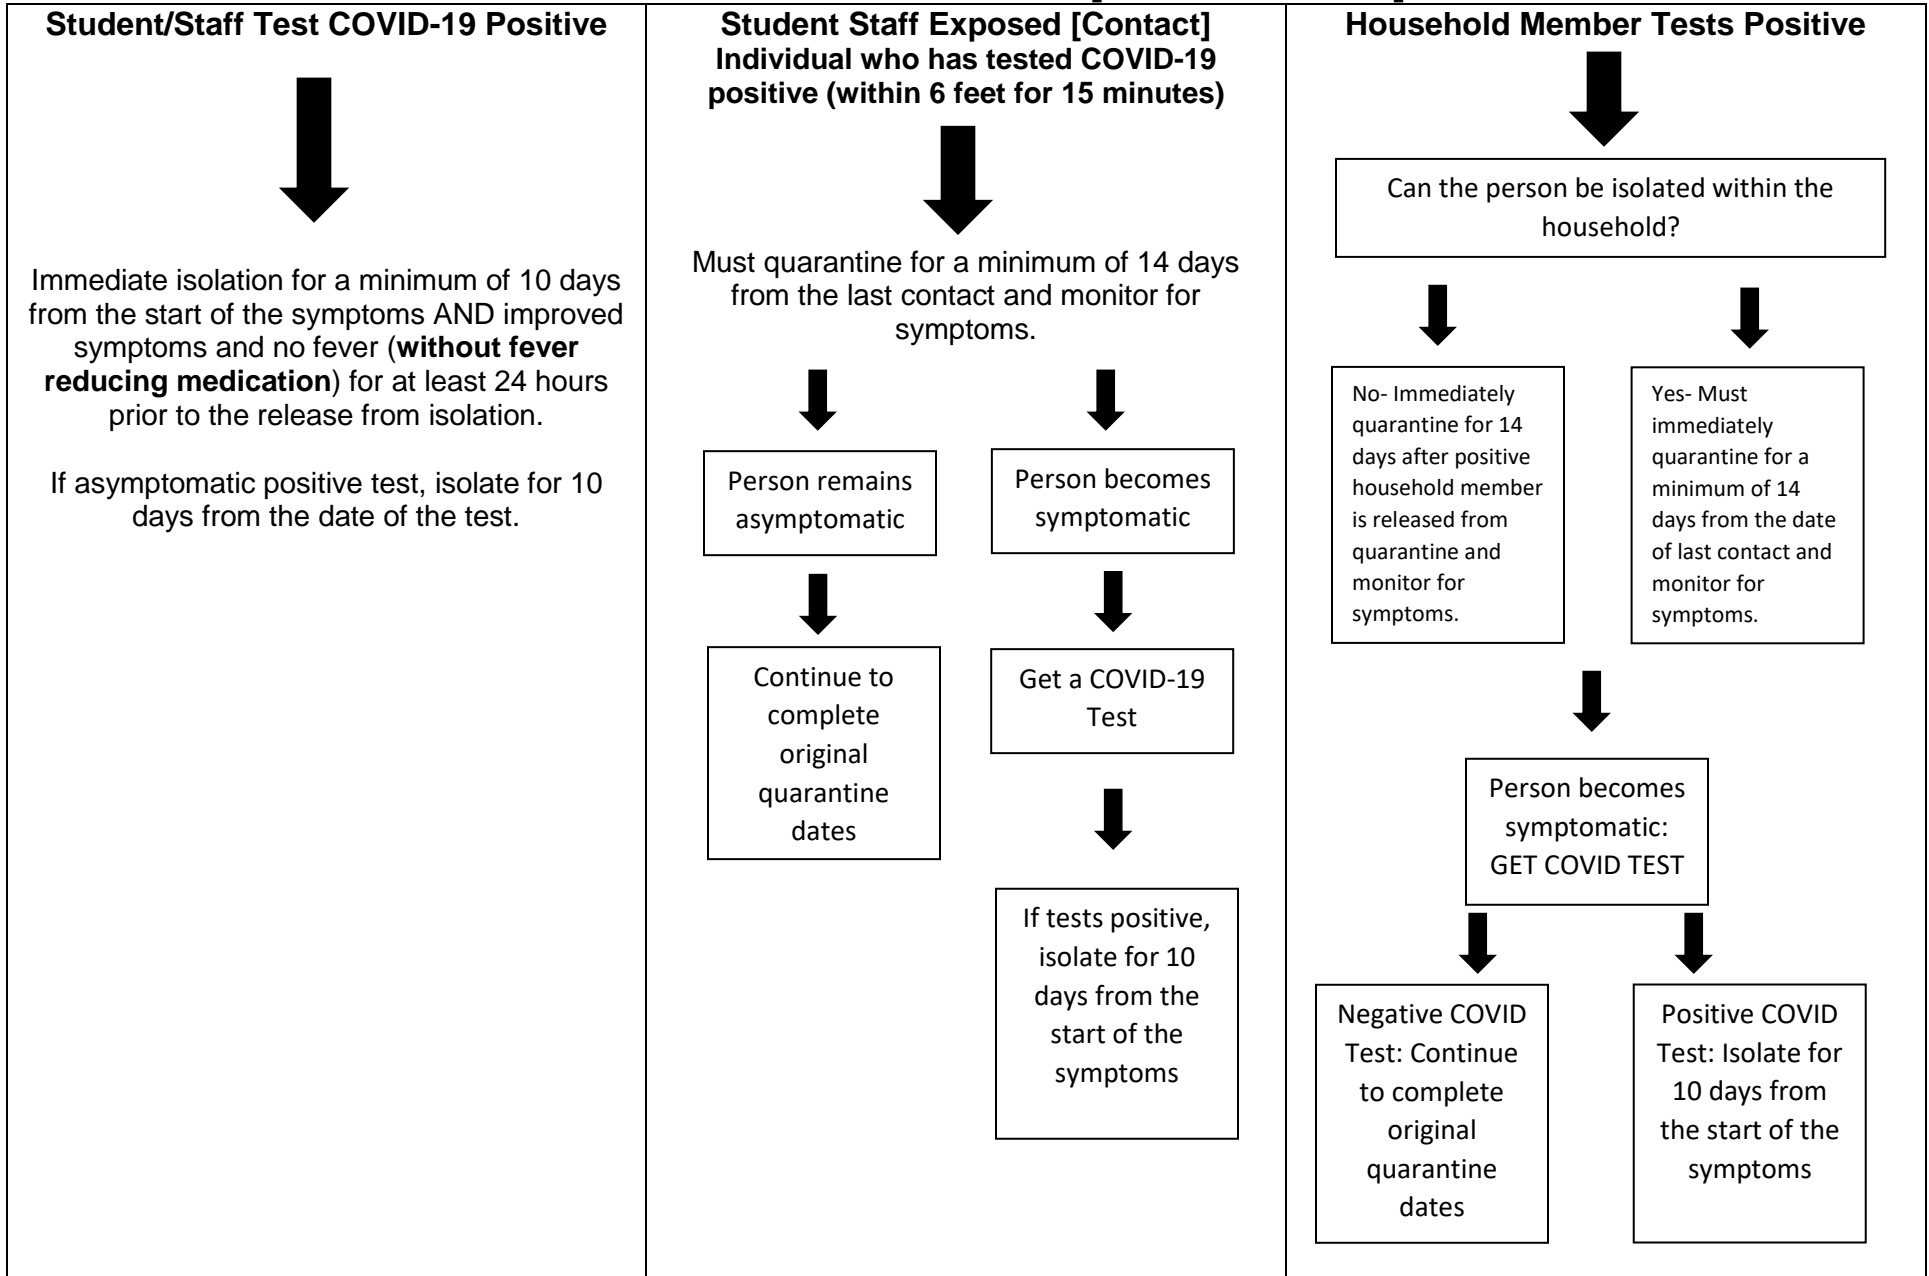 Student/Staff Test COVID-19 Positive
Immediate isolation for a minimum of 10 days
from the start of the symptoms AND improved
symptoms and no fever (without fever
reducing medication) for at least 24 hours
prior to the release from isolation.
If asymptomatic positive test, isolate for 10
days from the date of the test.
Student Staff Exposed [Contact]
Individual who has tested COVID-19
positive (within 6 feet for 15 minutes)
Must quarantine for a minimum of 14 days
from the last contact and monitor for
symptoms.
Person remains
asymptomatic
Continue to
complete
original
quarantine
dates
Person becomes
symptomatic
Get a COVID-19
Test
If tests positive,
isolate for 10
days from the
start of the
symptoms
Household Member Tests Positive
Can the person be isolated within the
household?
No- Immediately
quarantine for 14
days after positive
household member
is released from
quarantine and
monitor for
symptoms.
Yes- Must
immediately
quarantine for a
minimum of 14
days from the date
of last contact and
monitor for
symptoms.
Person becomes
symptomatic:
GET COVID TEST
Negative COVID
Test: Continue
to complete
original
quarantine
dates
Positive COVID
Test: Isolate for
10 days from
the start of the
symptoms